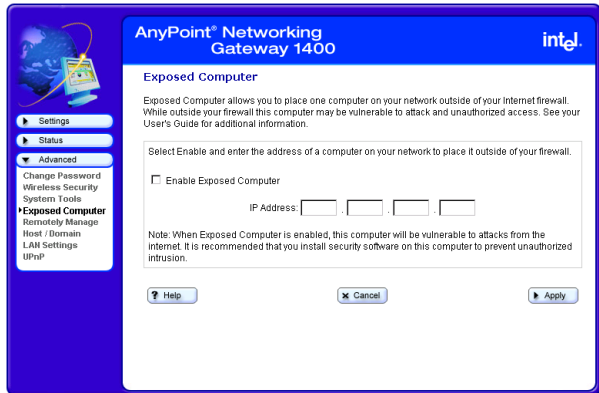 AnyPoint® Networking
Gateway 1400
intel.
Settings
Status
Advanced
Change Password
Wireless Security
System Tools
Exposed Computer
Remotely Manage
Host / Domain
LAN Settings
UPnP
Exposed Computer
Exposed Computer allows you to place one computer on your network outside of your Internet firewall.
While outside your firewall this computer may be vulnerable to attack and unauthorized access. See your
User's Guide for additional information.
Select Enable and enter the address of a computer on your network to place it outside of your firewall.
Enable Exposed Computer
IP Address: . . .
Note: When Exposed Computer is enabled, this computer will be vulnerable to attacks from the
internet. It is recommended that you install security software on this computer to prevent unauthorized
intrusion.
? Help
Cancel
Apply